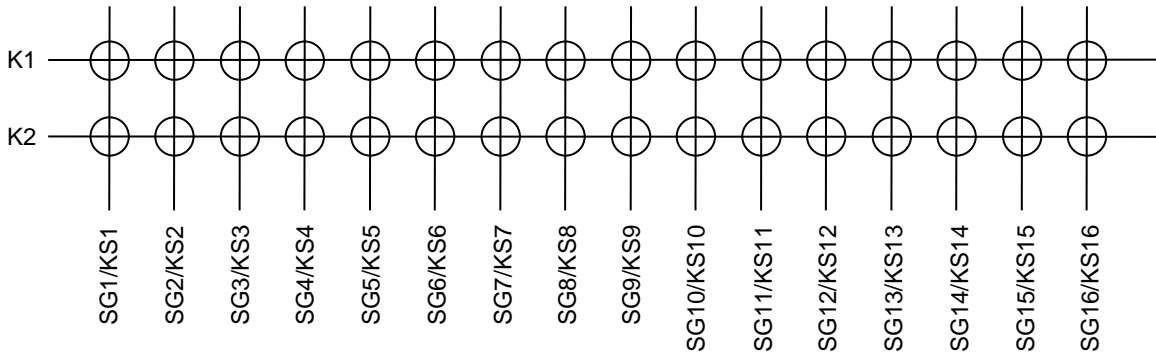 K1
K2
SG1/KS1
SG2/KS2
SG3/KS3
SG4/KS4
SG5/KS5
SG6/KS6
SG7/KS7
SG8/KS8
SG9/KS9
SG10/KS10
SG11/KS11
SG12/KS12
SG13/KS13
SG14/KS14
SG15/KS15
SG16/KS16